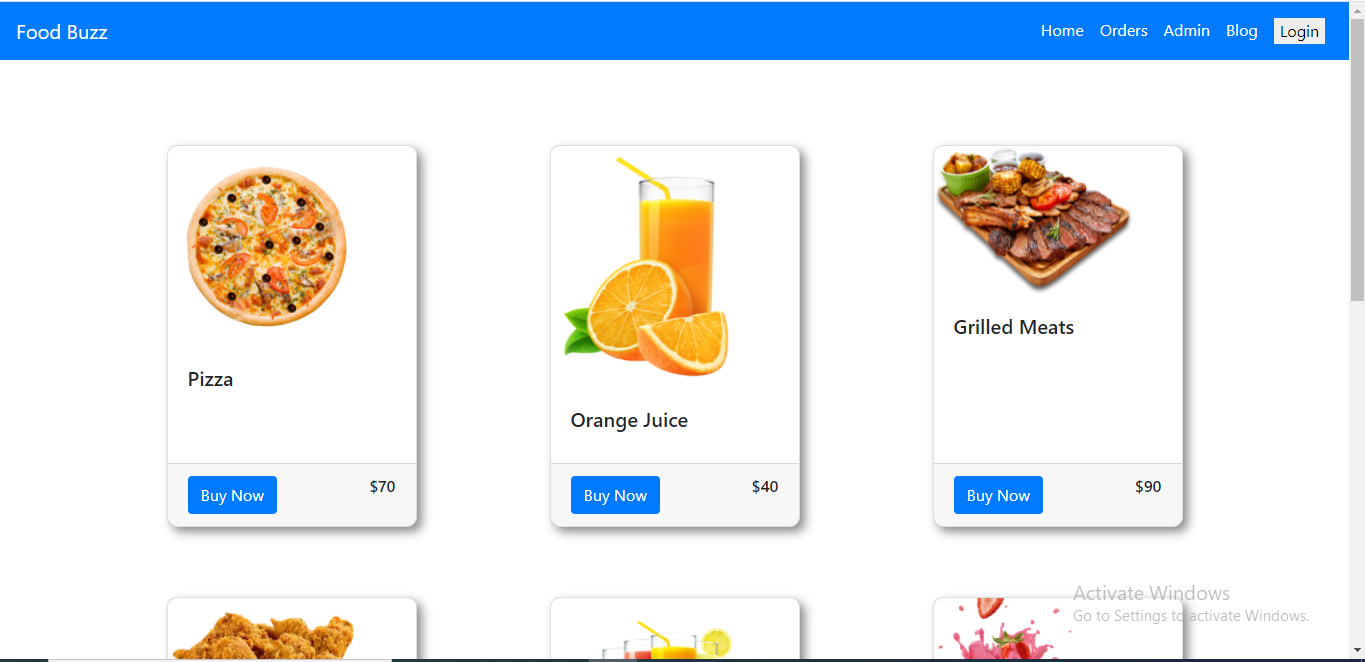 Food Buzz
Home Orders Admin Blog Login
Pizza
Orange Juice
Grilled Meats
Buy Now $70
Buy Now $40
Buy Now $90
Activate Windows
Go to Settings to activate Windows.